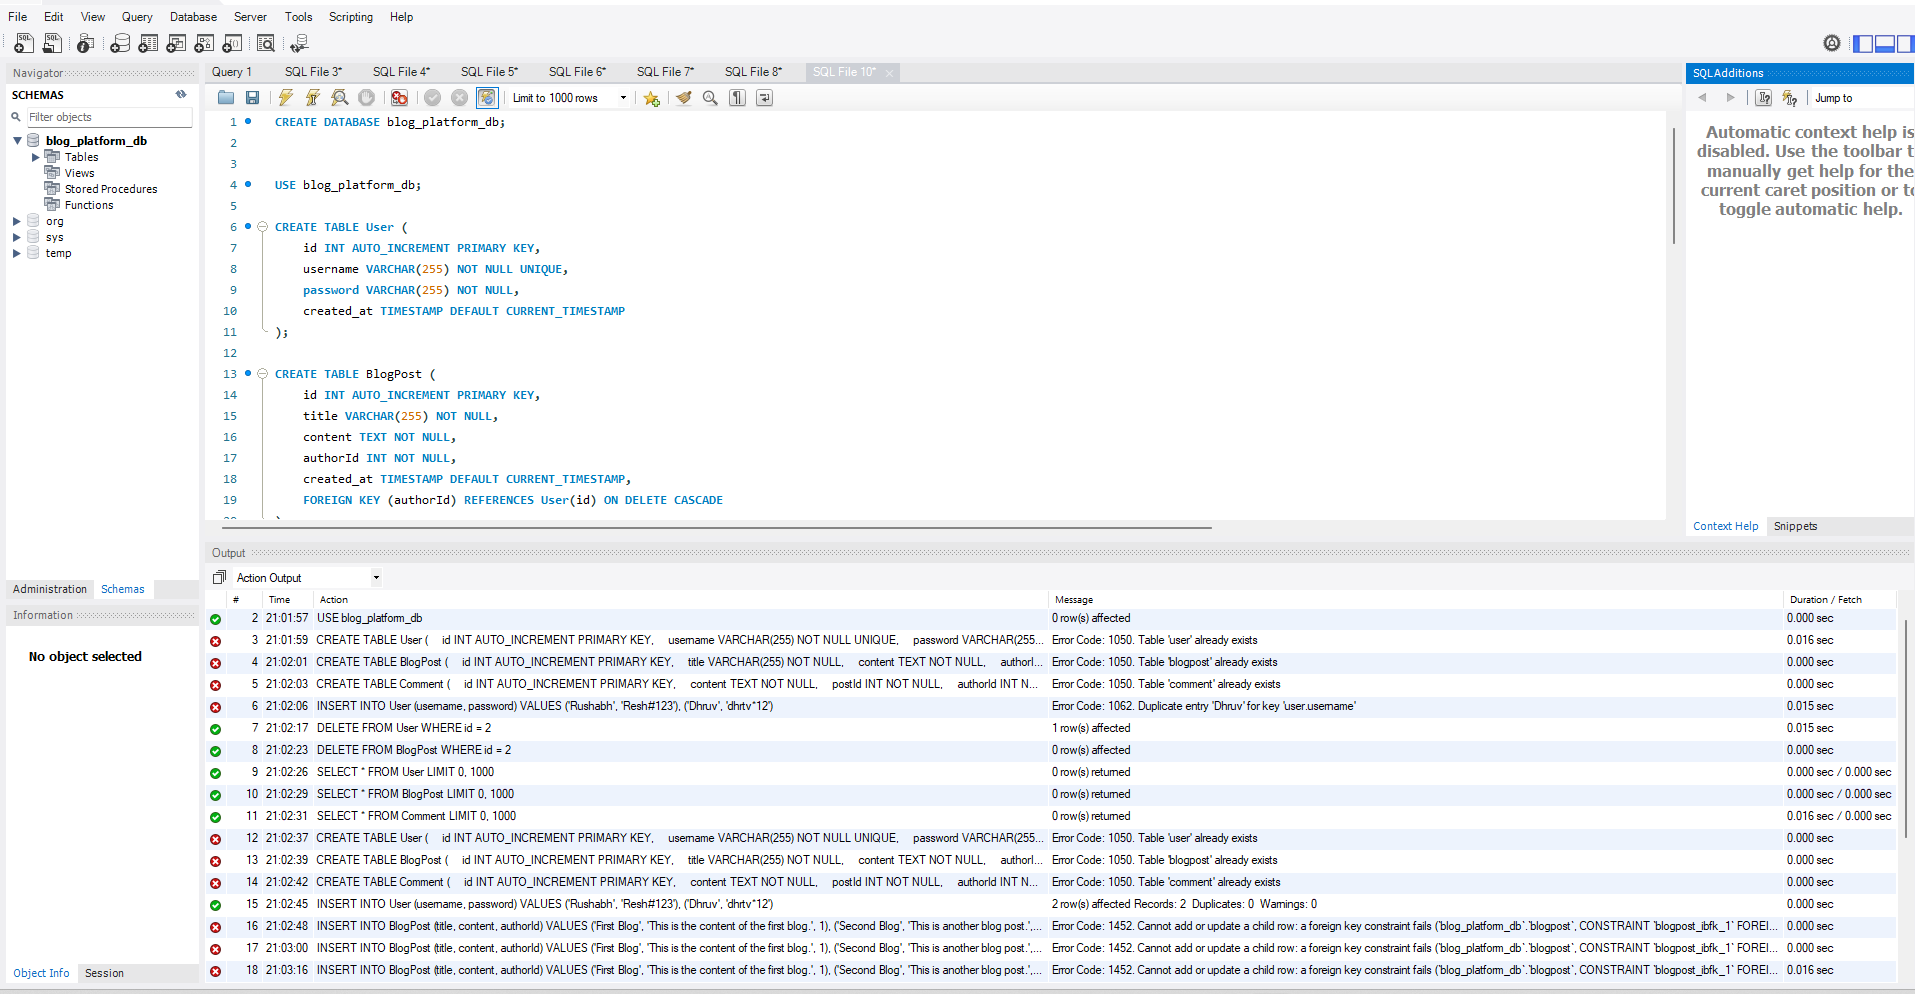 File Edit View Query Database Server Tools Scripting Help
Navigator
SCHEMAS
Filter objects
blog_platform_db
Tables
Views
Stored Procedures
Functions
org
sys
temp
Administration Schemas
Information
No object selected
Object Info Session
Query 1 SQL File 3* SQL File 4* SQL File 5* SQL File 6* SQL File 7* SQL File 8* SQL File 10*
Limit to 1000 rows
1 CREATE DATABASE blog_platform_db;
2
3
4 USE blog_platform_db;
5
6 CREATE TABLE User (
7 id INT AUTO_INCREMENT PRIMARY KEY,
8 username VARCHAR(255) NOT NULL UNIQUE,
9 password VARCHAR(255) NOT NULL,
10 created_at TIMESTAMP DEFAULT CURRENT_TIMESTAMP
11 );
12
13 CREATE TABLE BlogPost (
14 id INT AUTO_INCREMENT PRIMARY KEY,
15 title VARCHAR(255) NOT NULL,
16 content TEXT NOT NULL,
17 authorId INT NOT NULL,
18 created_at TIMESTAMP DEFAULT CURRENT_TIMESTAMP,
19 FOREIGN KEY (authorId) REFERENCES User(id) ON DELETE CASCADE
SQLAdditions
Jump to
Automatic context help is
disabled. Use the toolbar t
manually get help for the
current caret position or to
toggle automatic help.
Context Help Snippets
Output
Action Output
# Time Action Message Duration / Fetch
2 21:01:57 USE blog_platform_db 0 row(s) affected 0.000 sec
3 21:01:59 CREATE TABLE User ( id INT AUTO_INCREMENT PRIMARY KEY, username VARCHAR(255) NOT NULL UNIQUE, password VARCHAR(255... Error Code: 1050. Table 'user' already exists 0.016 sec
4 21:02:01 CREATE TABLE BlogPost ( id INT AUTO_INCREMENT PRIMARY KEY, title VARCHAR(255) NOT NULL, content TEXT NOT NULL, authorI... Error Code: 1050. Table 'blogpost' already exists 0.000 sec
5 21:02:03 CREATE TABLE Comment ( id INT AUTO_INCREMENT PRIMARY KEY, content TEXT NOT NULL, postId INT NOT NULL, authorId INT N... Error Code: 1050. Table 'comment' already exists 0.000 sec
6 21:02:06 INSERT INTO User (username, password) VALUES ('Rushabh', 'Resh#123'), ('Dhruv', 'dhrtv*12') Error Code: 1062. Duplicate entry 'Dhruv' for key 'user.username' 0.015 sec
7 21:02:17 DELETE FROM User WHERE id = 2 1 row(s) affected 0.015 sec
8 21:02:23 DELETE FROM BlogPost WHERE id = 2 0 row(s) affected 0.000 sec
9 21:02:26 SELECT * FROM User LIMIT 0, 1000 0 row(s) returned 0.000 sec / 0.000 sec
10 21:02:29 SELECT * FROM BlogPost LIMIT 0, 1000 0 row(s) returned 0.000 sec / 0.000 sec
11 21:02:31 SELECT * FROM Comment LIMIT 0, 1000 0 row(s) returned 0.016 sec / 0.000 sec
12 21:02:37 CREATE TABLE User ( id INT AUTO_INCREMENT PRIMARY KEY, username VARCHAR(255) NOT NULL UNIQUE, password VARCHAR(255... Error Code: 1050. Table 'user' already exists 0.000 sec
13 21:02:39 CREATE TABLE BlogPost ( id INT AUTO_INCREMENT PRIMARY KEY, title VARCHAR(255) NOT NULL, content TEXT NOT NULL, authorI... Error Code: 1050. Table 'blogpost' already exists 0.000 sec
14 21:02:42 CREATE TABLE Comment ( id INT AUTO_INCREMENT PRIMARY KEY, content TEXT NOT NULL, postId INT NOT NULL, authorId INT N... Error Code: 1050. Table 'comment' already exists 0.000 sec
15 21:02:45 INSERT INTO User (username, password) VALUES ('Rushabh', 'Resh#123'), ('Dhruv', 'dhrtv*12') 2 row(s) affected Records: 2 Duplicates: 0 Warnings: 0 0.000 sec
16 21:02:48 INSERT INTO BlogPost (title, content, authorId) VALUES ('First Blog', 'This is the content of the first blog.', 1), ('Second Blog', 'This is another blog post.',... Error Code: 1452. Cannot add or update a child row: a foreign key constraint fails (`blog_platform_db`.`blogpost`, CONSTRAINT `blogpost_ibfk_1` FOREI... 0.000 sec
17 21:03:00 INSERT INTO BlogPost (title, content, authorId) VALUES ('First Blog', 'This is the content of the first blog.', 1), ('Second Blog', 'This is another blog post.',... Error Code: 1452. Cannot add or update a child row: a foreign key constraint fails (`blog_platform_db`.`blogpost`, CONSTRAINT `blogpost_ibfk_1` FOREI... 0.000 sec
18 21:03:16 INSERT INTO BlogPost (title, content, authorId) VALUES ('First Blog', 'This is the content of the first blog.', 1), ('Second Blog', 'This is another blog post.',... Error Code: 1452. Cannot add or update a child row: a foreign key constraint fails (`blog_platform_db`.`blogpost`, CONSTRAINT `blogpost_ibfk_1` FOREI... 0.016 sec